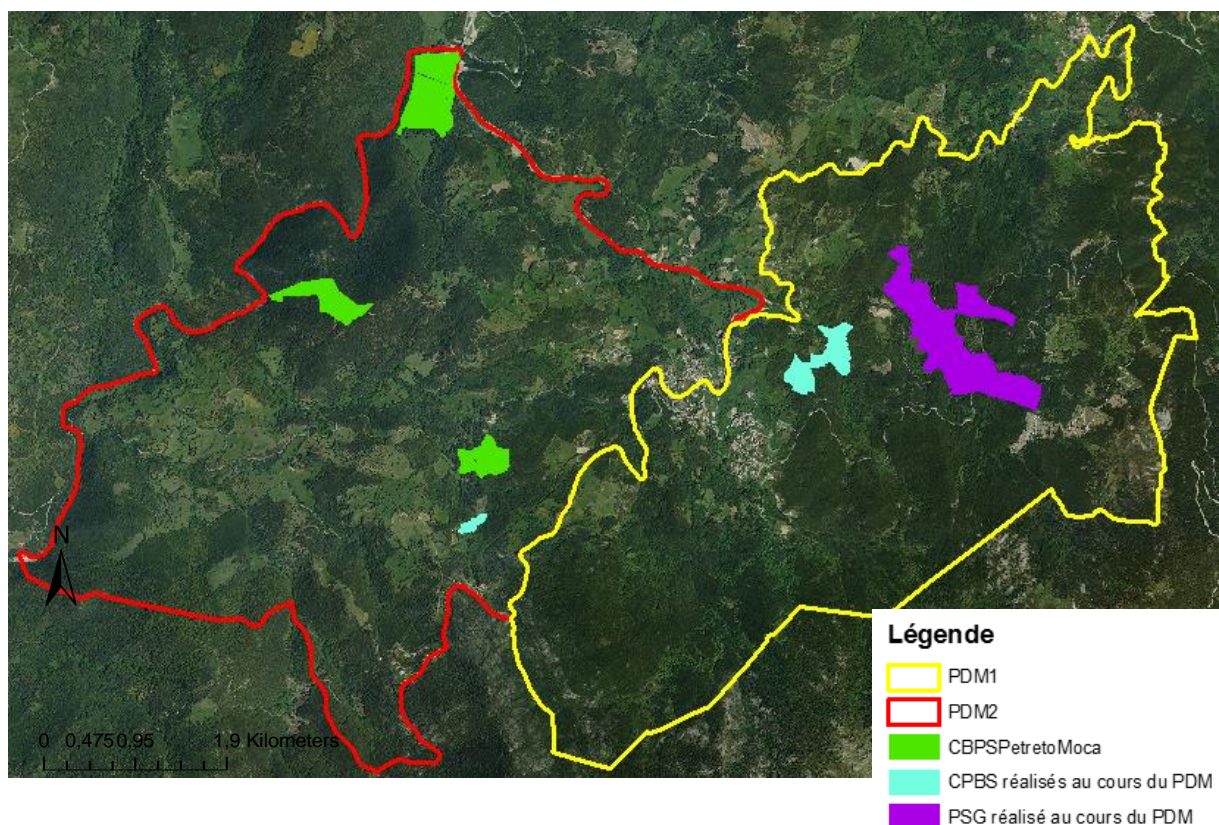 N
0 0,475 0,95 1,9 Kilometers
Légende
PDM1
PDM2
CBPSPetretoMoca
CPBS réalisés au cours du PDM
PSG réalisé au cours du PDM